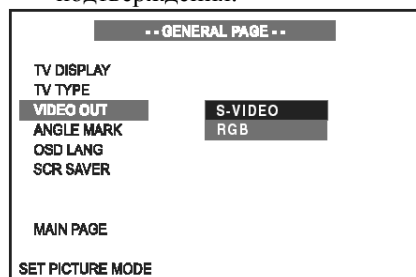 подтверждения.
- - GENERAL PAGE - -
TV DISPLAY
TV TYPE
VIDEO OUT
S-VIDEO
ANGLE MARK
RGB
OSD LANG
SCR SAVER
MAIN PAGE
SET PICTURE MODE